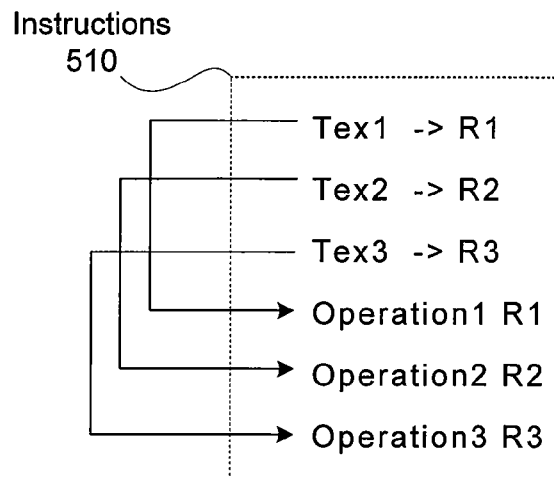 Instructions
510
Tex1 -> R1
Tex2 -> R2
Tex3 -> R3
Operation1 R1
Operation2 R2
Operation3 R3